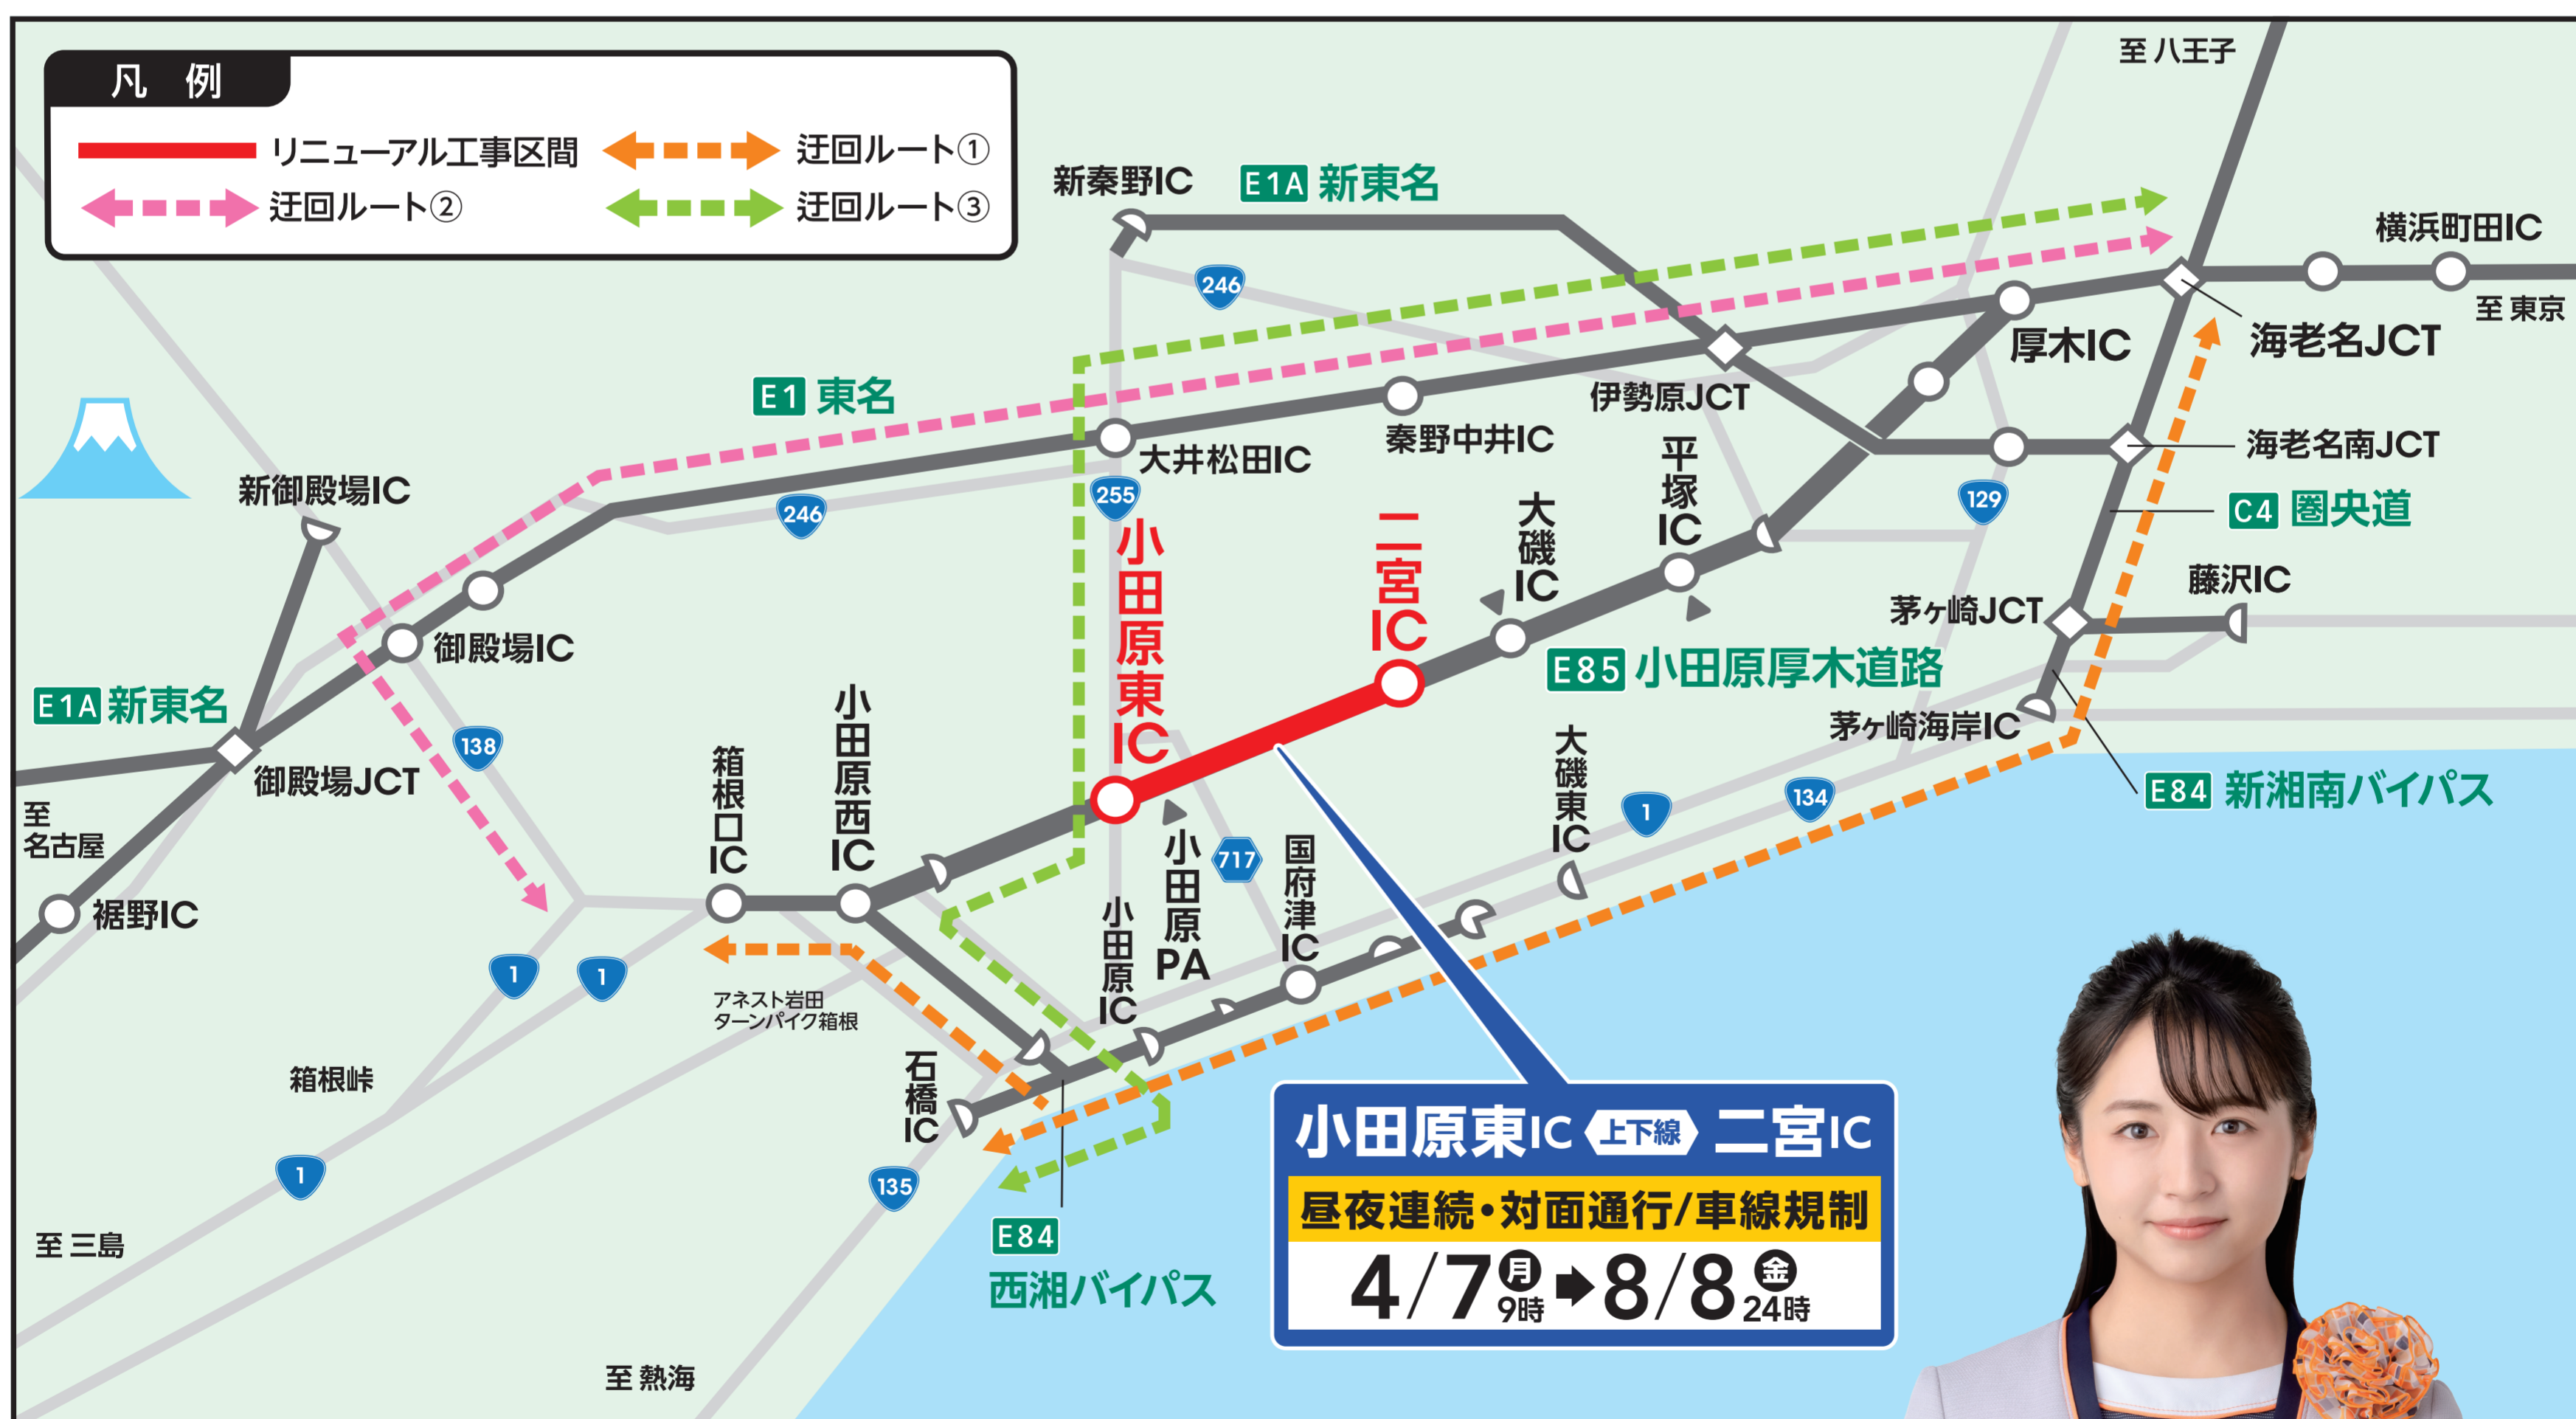 凡 例
リニューアル工事区間
迂回ルート①
迂回ルート②
迂回ルート③
至 八王子
新秦野IC
E1A 新東名
246
横浜町田IC
至 東京
厚木IC
海老名JCT
E1 東名
伊勢原JCT
大井松田IC
秦野中井IC
海老名南JCT
平塚IC
大磯IC
二宮IC
小田原東IC
255
246
129
C4 圏央道
新御殿場IC
藤沢IC
茅ヶ崎JCT
御殿場IC
E85 小田原厚木道路
E1A 新東名
茅ヶ崎海岸IC
138
御殿場JCT
箱根口IC
小田原西IC
大磯東IC
1
134
E84 新湘南バイパス
至
名古屋
裾野IC
小田原PA
717
国府津IC
小田原IC
1
1
アネスト岩田
ターンパイク箱根
箱根峠
石橋IC
1
135
至 三島
E84
西湘バイパス
至 熱海
小田原東IC 上下線 二宮IC
昼夜連続・対面通行/車線規制
4/7月9時➡8/8金24時